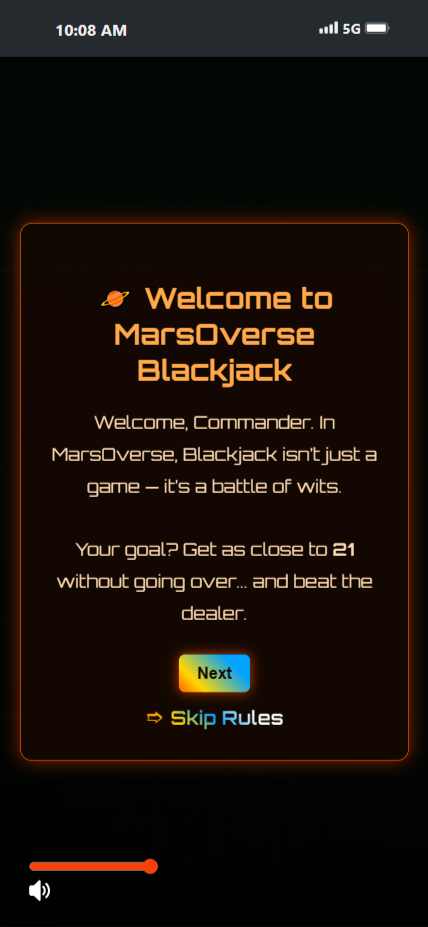 10:08 AM
5G
Welcome to
MarsOverse
Blackjack
Welcome, Commander. In
MarsOverse, Blackjack isn't just a
game — it's a battle of wits.
Your goal? Get as close to 21
without going over... and beat the
dealer.
Next
⇨ Skip Rules